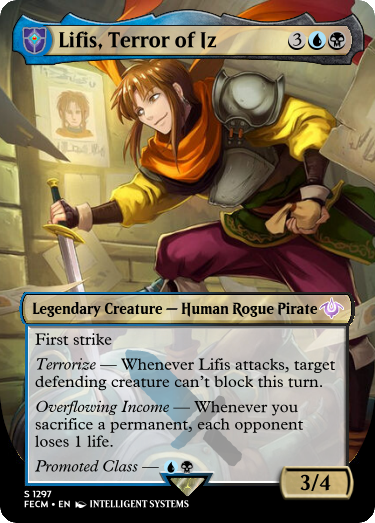 Lifis, Terror of Iz 3
Legendary Creature — Human Rogue Pirate
First strike
Terrorize — Whenever Lifis attacks, target
defending creature can't block this turn.
Overflowing Income — Whenever you
sacrifice a permanent, each opponent
loses 1 life.
Promoted Class —
3/4
S 1297
FECM • EN INTELLIGENT SYSTEMS